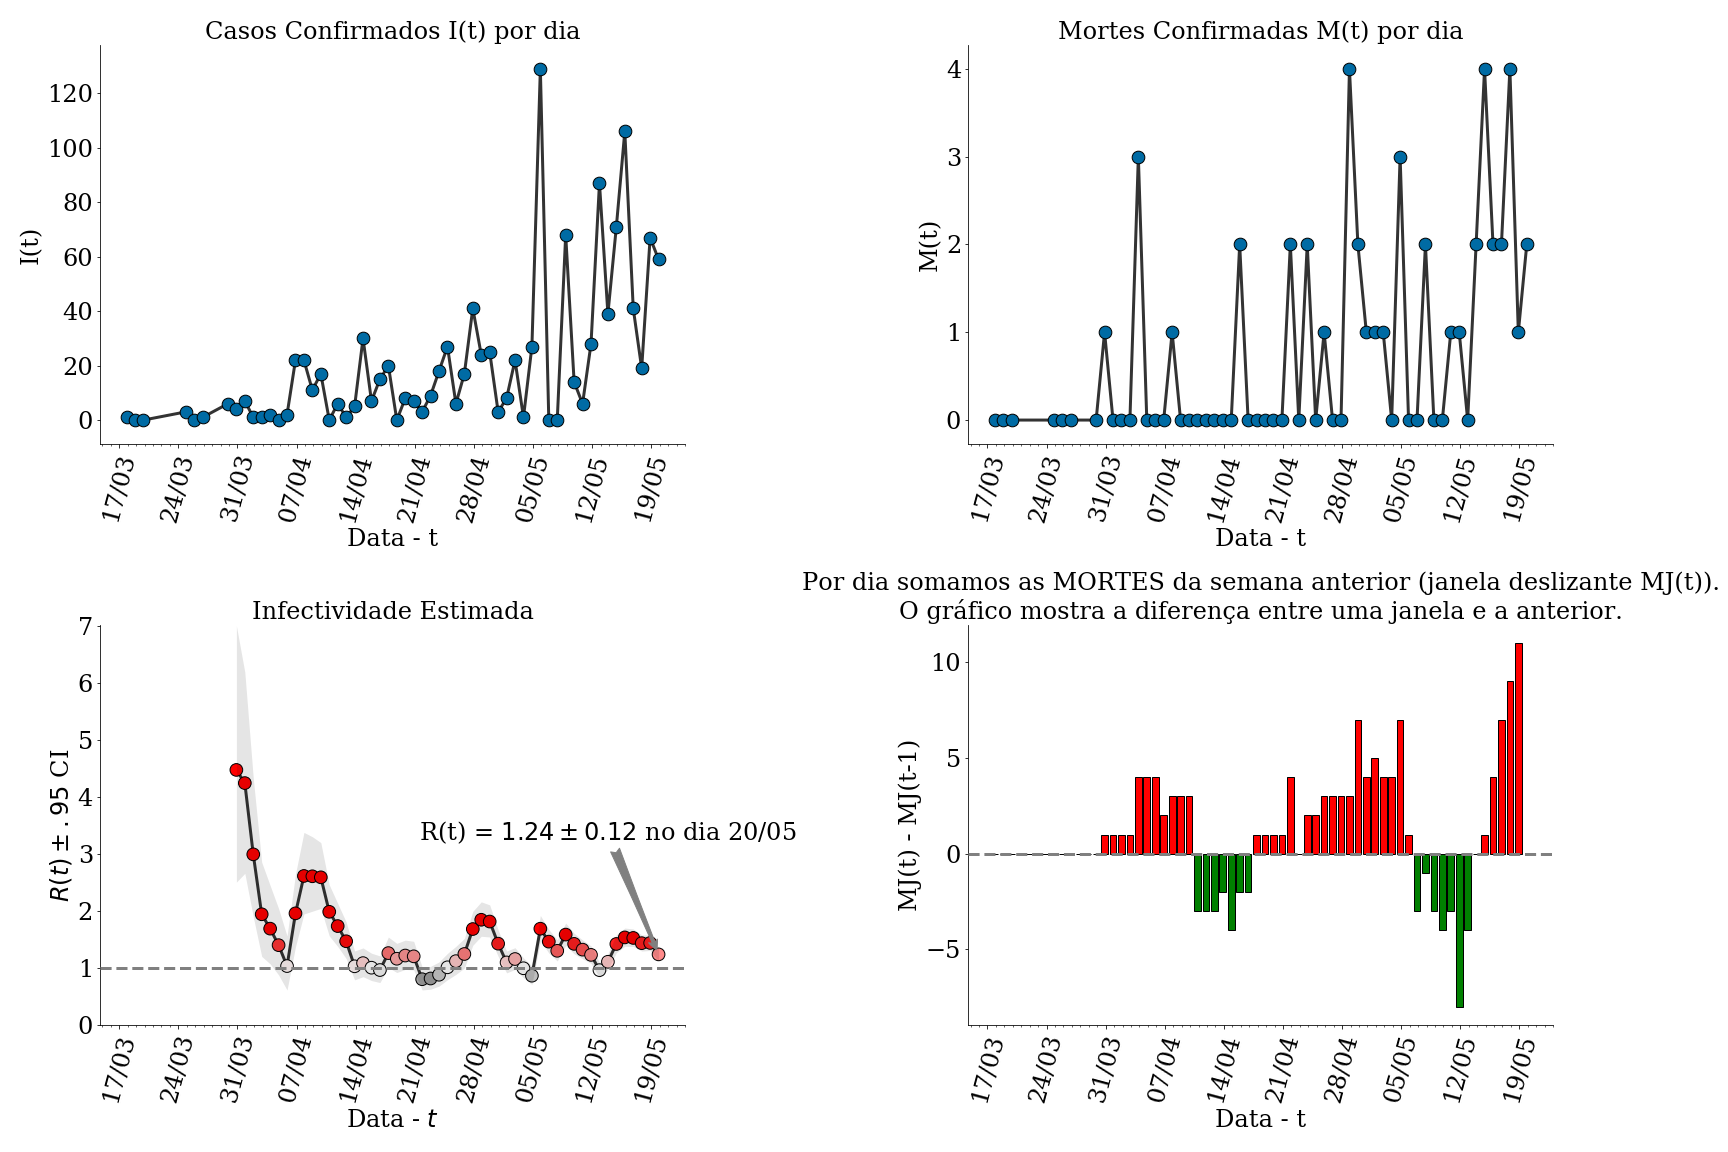 Casos Confirmados I(t) por dia
I(t)
120
100
80
60
40
20
0
17/03 24/03 31/03 07/04 14/04 21/04 28/04 05/05 12/05 19/05
Data - t
Mortes Confirmadas M(t) por dia
M(t)
4
3
2
1
0
17/03 24/03 31/03 07/04 14/04 21/04 28/04 05/05 12/05 19/05
Data - t
Infectividade Estimada
R(t) ± .95 CI
7
6
5
4
3
2
1
0
R(t) = 1.24 ± 0.12 no dia 20/05
17/03 24/03 31/03 07/04 14/04 21/04 28/04 05/05 12/05 19/05
Data - t
Por dia somamos as MORTES da semana anterior (janela deslizante MJ(t)).
O gráfico mostra a diferença entre uma janela e a anterior.
MJ(t) - MJ(t-1)
10
5
0
−5
17/03 24/03 31/03 07/04 14/04 21/04 28/04 05/05 12/05 19/05
Data - t